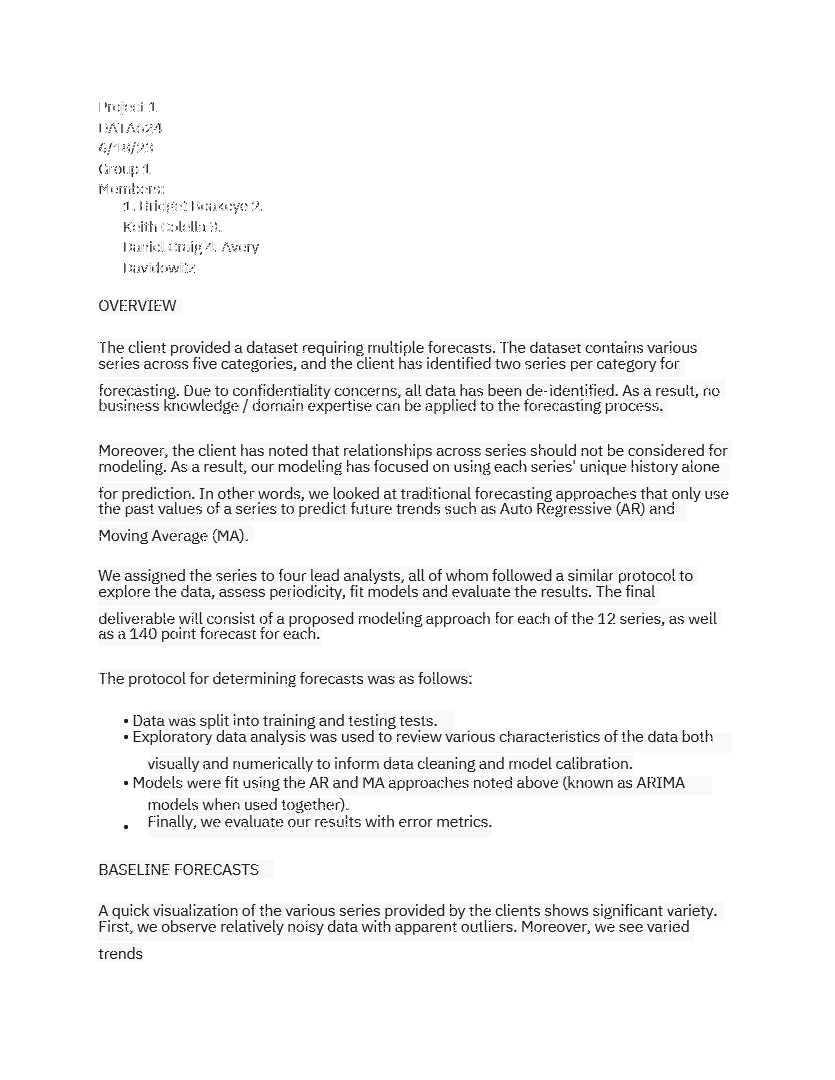 Project 1
DATA624
6/18/23
Group 1
Members:
1. Bridget Boakeye 2.
Keith Colella 3.
Daniel Craig 4. Avery
Davidowitz
OVERVIEW
The client provided a dataset requiring multiple forecasts. The dataset contains various
series across five categories, and the client has identified two series per category for
forecasting. Due to confidentiality concerns, all data has been de-identified. As a result, no
business knowledge / domain expertise can be applied to the forecasting process.
Moreover, the client has noted that relationships across series should not be considered for
modeling. As a result, our modeling has focused on using each series' unique history alone
for prediction. In other words, we looked at traditional forecasting approaches that only use
the past values of a series to predict future trends such as Auto Regressive (AR) and
Moving Average (MA).
We assigned the series to four lead analysts, all of whom followed a similar protocol to
explore the data, assess periodicity, fit models and evaluate the results. The final
deliverable will consist of a proposed modeling approach for each of the 12 series, as well
as a 140 point forecast for each.
The protocol for determining forecasts was as follows:
• Data was split into training and testing tests.
• Exploratory data analysis was used to review various characteristics of the data both
visually and numerically to inform data cleaning and model calibration.
• Models were fit using the AR and MA approaches noted above (known as ARIMA
models when used together).
• Finally, we evaluate our results with error metrics.
BASELINE FORECASTS
A quick visualization of the various series provided by the clients shows significant variety.
First, we observe relatively noisy data with apparent outliers. Moreover, we see varied
trends